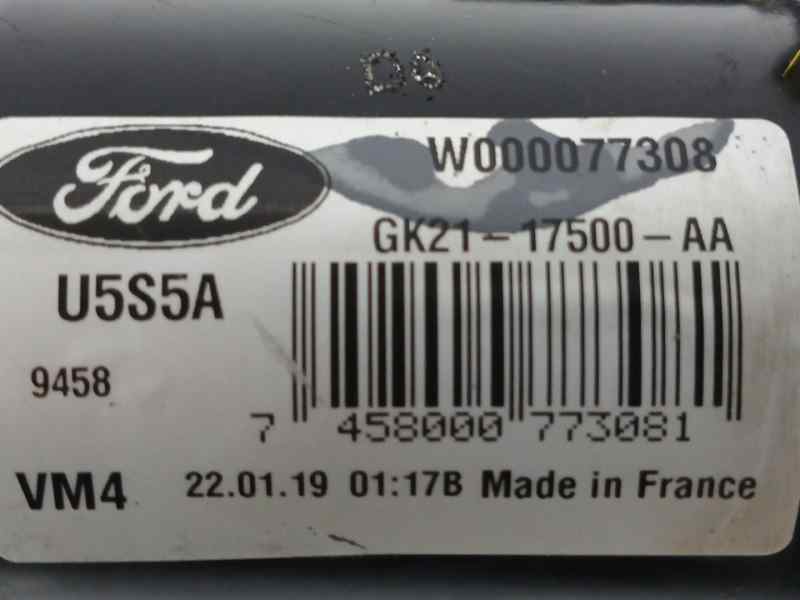 D6
Ford
W000077308
GK21-17500-AA
U5S5A
9458
7 458000 773081
VM4 22.01.19 01:17B Made in France